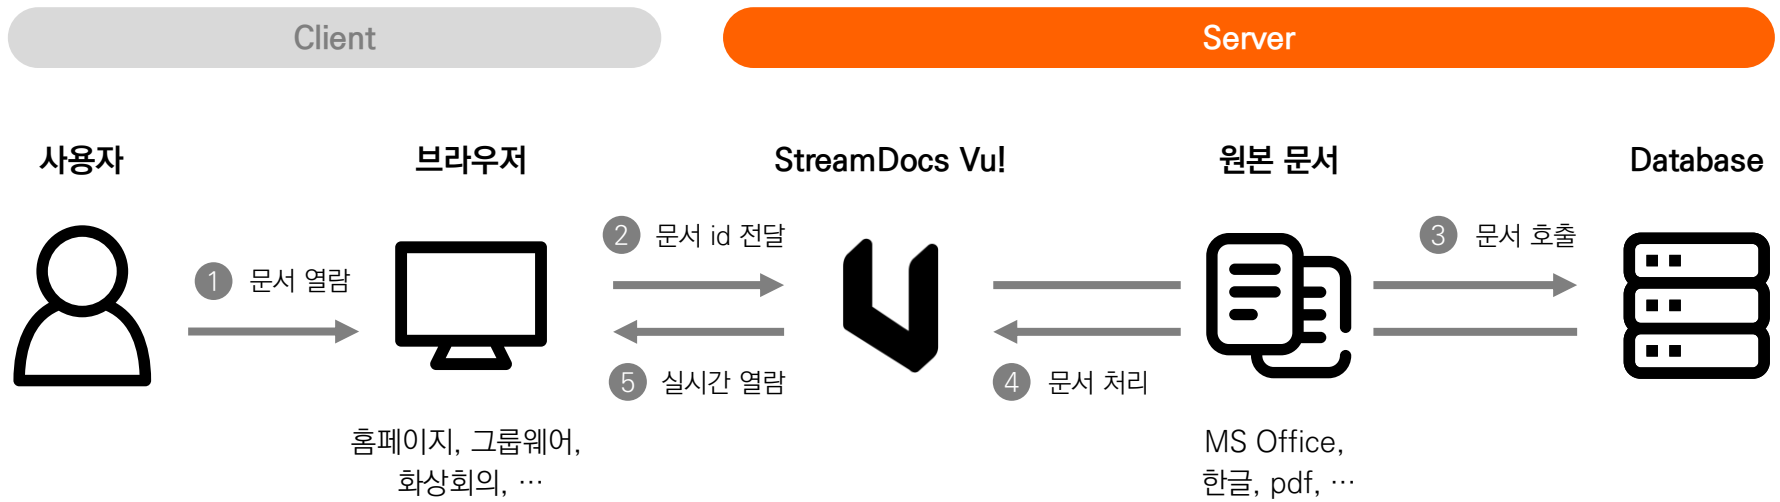 Client
Server
사용자
브라우저
StreamDocs Vu!
원본 문서
Database
1 문서 열람
2 문서 id 전달
3 문서 호출
5 실시간 열람
4 문서 처리
홈페이지, 그룹웨어,
화상회의, …
MS Office,
한글, pdf, …